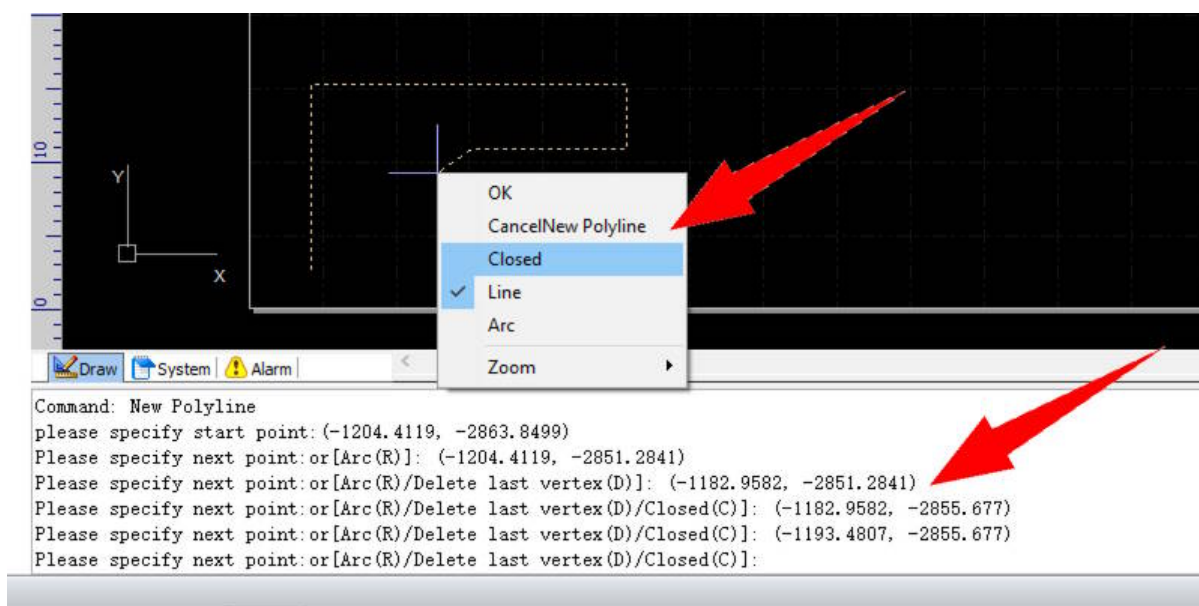 10
Y
X
0
OK
CancelNew Polyline
Closed
Line
Arc
Zoom
Draw System Alarm
Command: New Polyline
please specify start point:(-1204.4119, -2863.8499)
Please specify next point:or[Arc(R)]: (-1204.4119, -2851.2841)
Please specify next point:or[Arc(R)/Delete last vertex(D)]: (-1182.9582, -2851.2841)
Please specify next point:or[Arc(R)/Delete last vertex(D)/Closed(C)]: (-1182.9582, -2855.677)
Please specify next point:or[Arc(R)/Delete last vertex(D)/Closed(C)]: (-1193.4807, -2855.677)
Please specify next point:or[Arc(R)/Delete last vertex(D)/Closed(C)]: